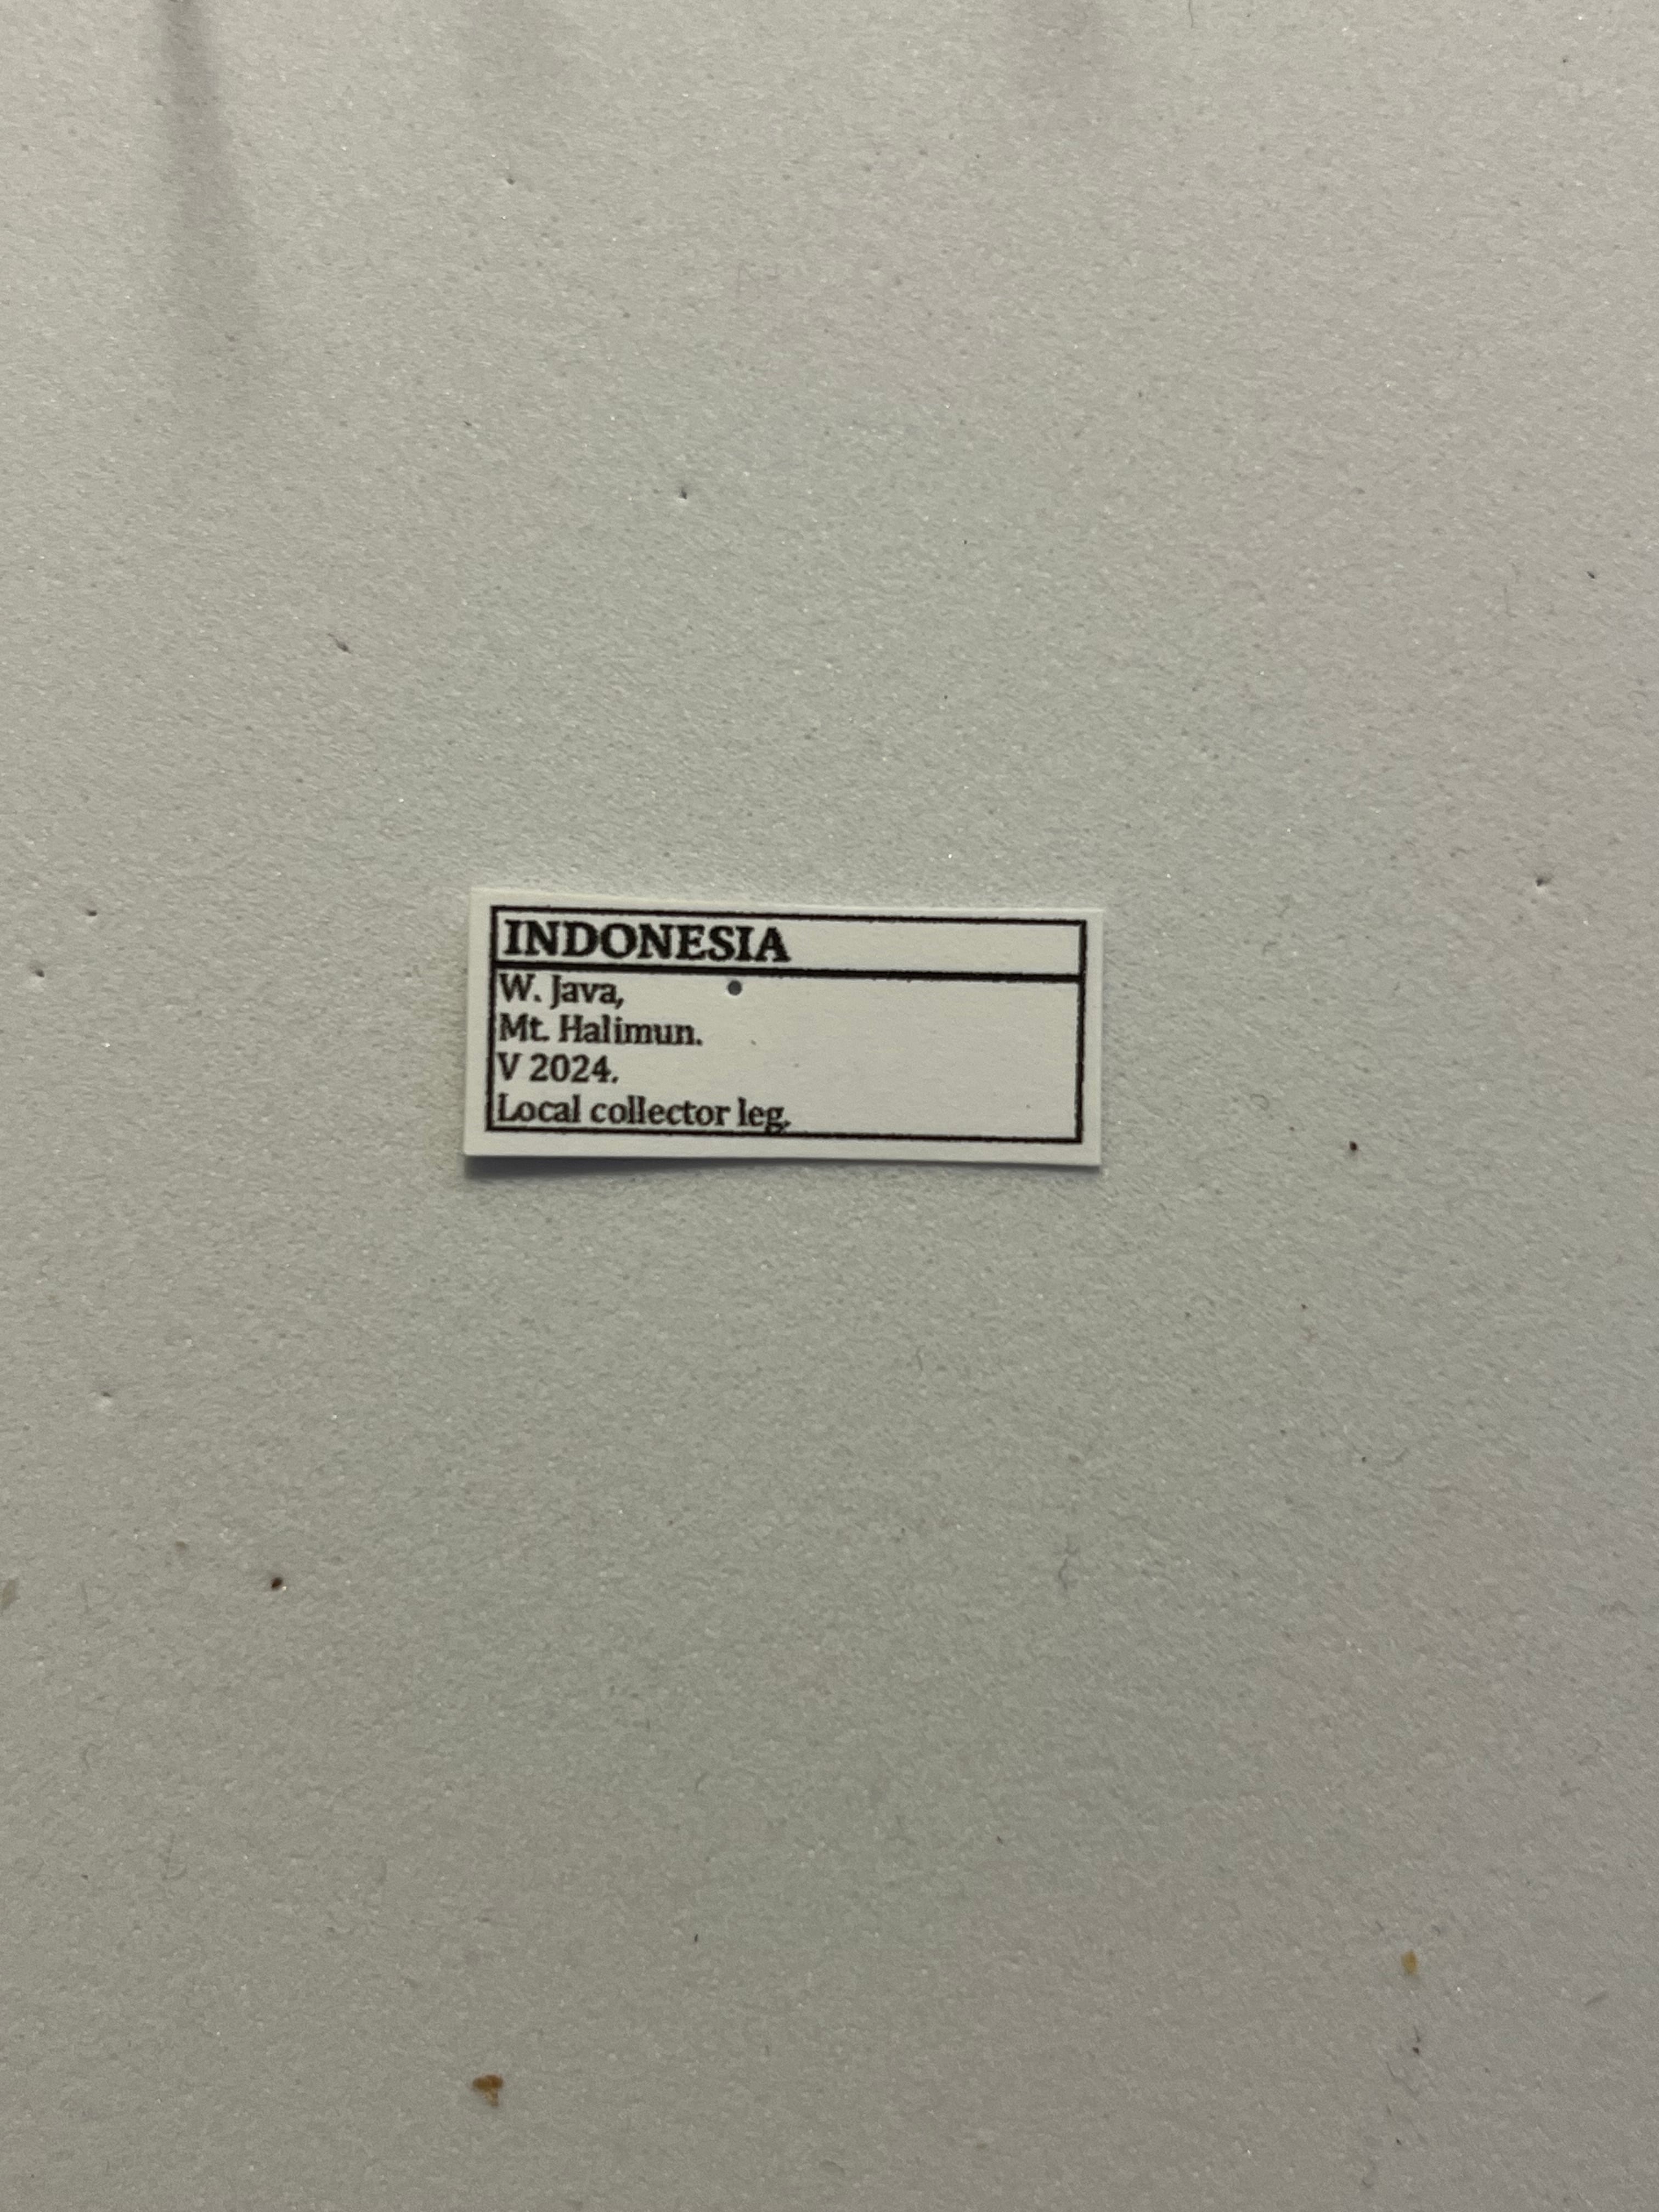 INDONESIA
W. Java,
Mt. Halimun.
V 2024.
Local collector leg.